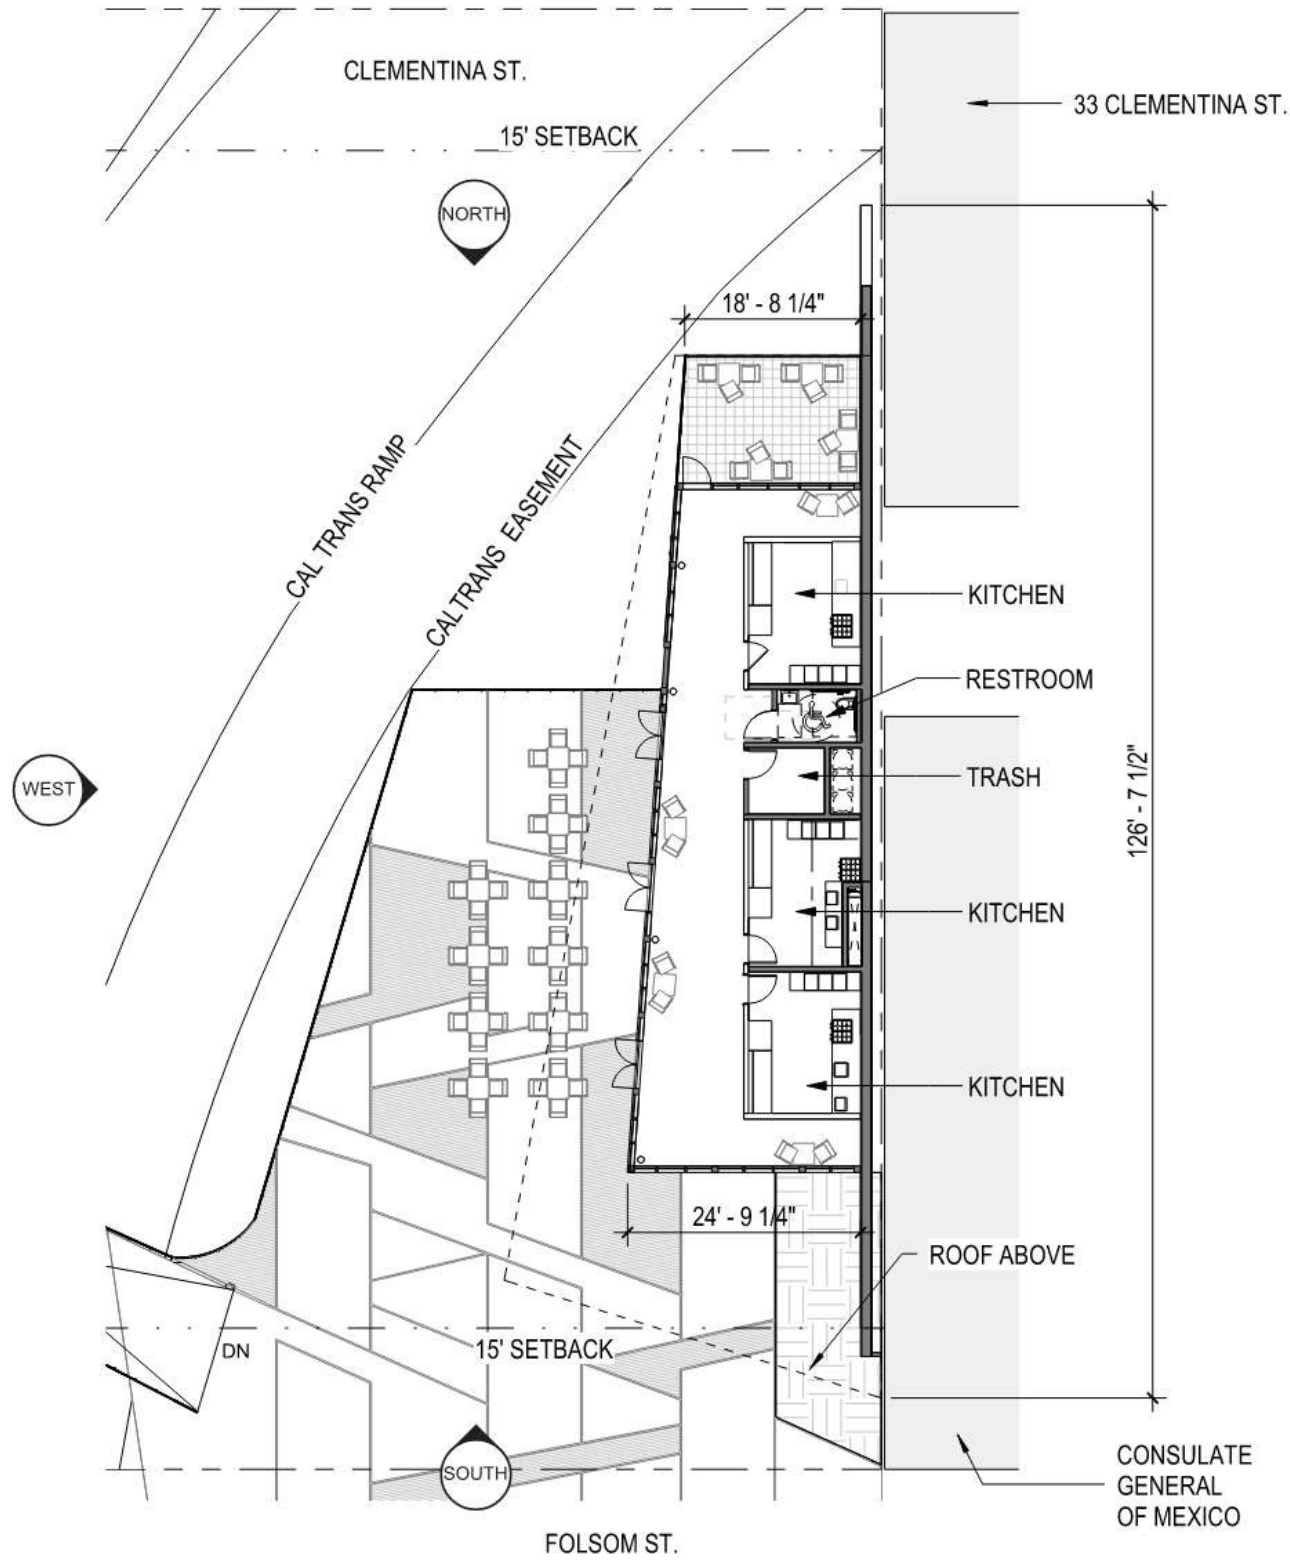 CLEMENTINA ST.
33 CLEMENTINA ST.
15' SETBACK
NORTH
18' - 8 1/4"
CAL TRANS RAMP
CALTRANS EASEMENT
KITCHEN
RESTROOM
WEST
TRASH
126' - 7 1/2"
KITCHEN
KITCHEN
24' - 9 1/4"
ROOF ABOVE
DN
15' SETBACK
SOUTH
CONSULATE
GENERAL
OF MEXICO
FOLSOM ST.